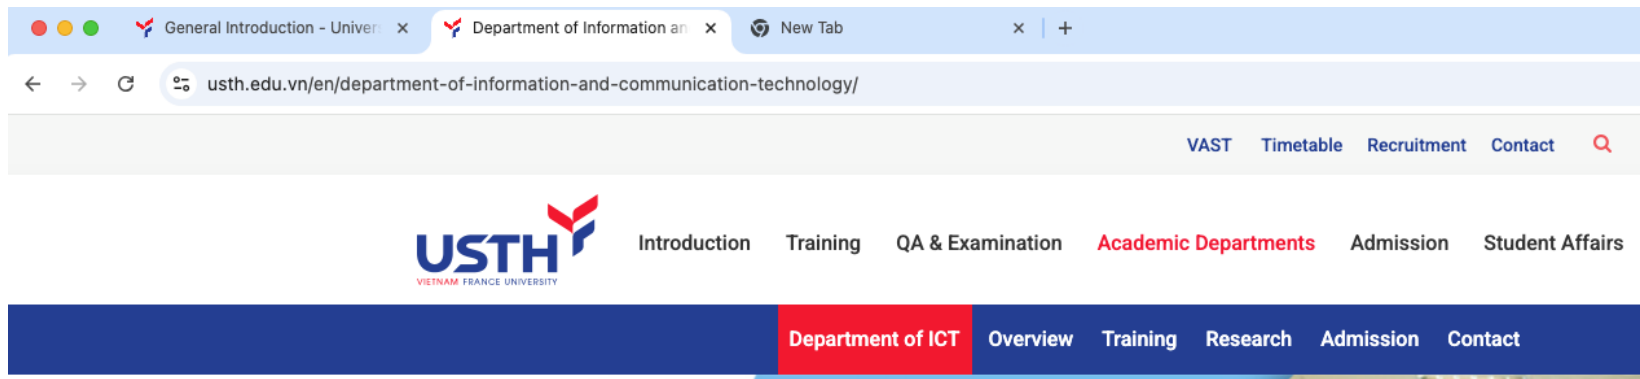 General Introduction - Univer
Department of Information an
New Tab
usth.edu.vn/en/department-of-information-and-communication-technology/
VAST Timetable Recruitment Contact
USTH
VIETNAM FRANCE UNIVERSITY
Introduction Training QA & Examination Academic Departments Admission Student Affairs
Department of ICT Overview Training Research Admission Contact